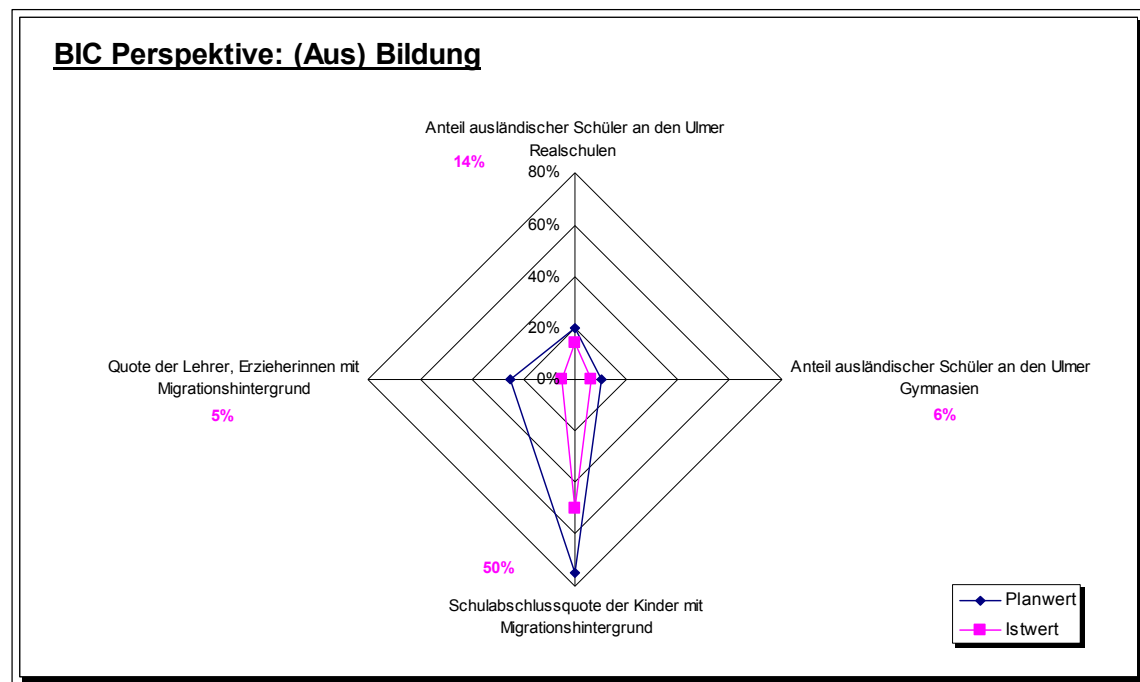 BIC Perspektive: (Aus) Bildung
Anteil ausländischer Schüler an den Ulmer
Realschulen
14%
80%
60%
40%
20%
0%
Quote der Lehrer, Erzieherinnen mit
Migrationshintergrund
5%
Anteil ausländischer Schüler an den Ulmer
Gymnasien
6%
50%
Schulabschlussquote der Kinder mit
Migrationshintergrund
Planwert
Istwert